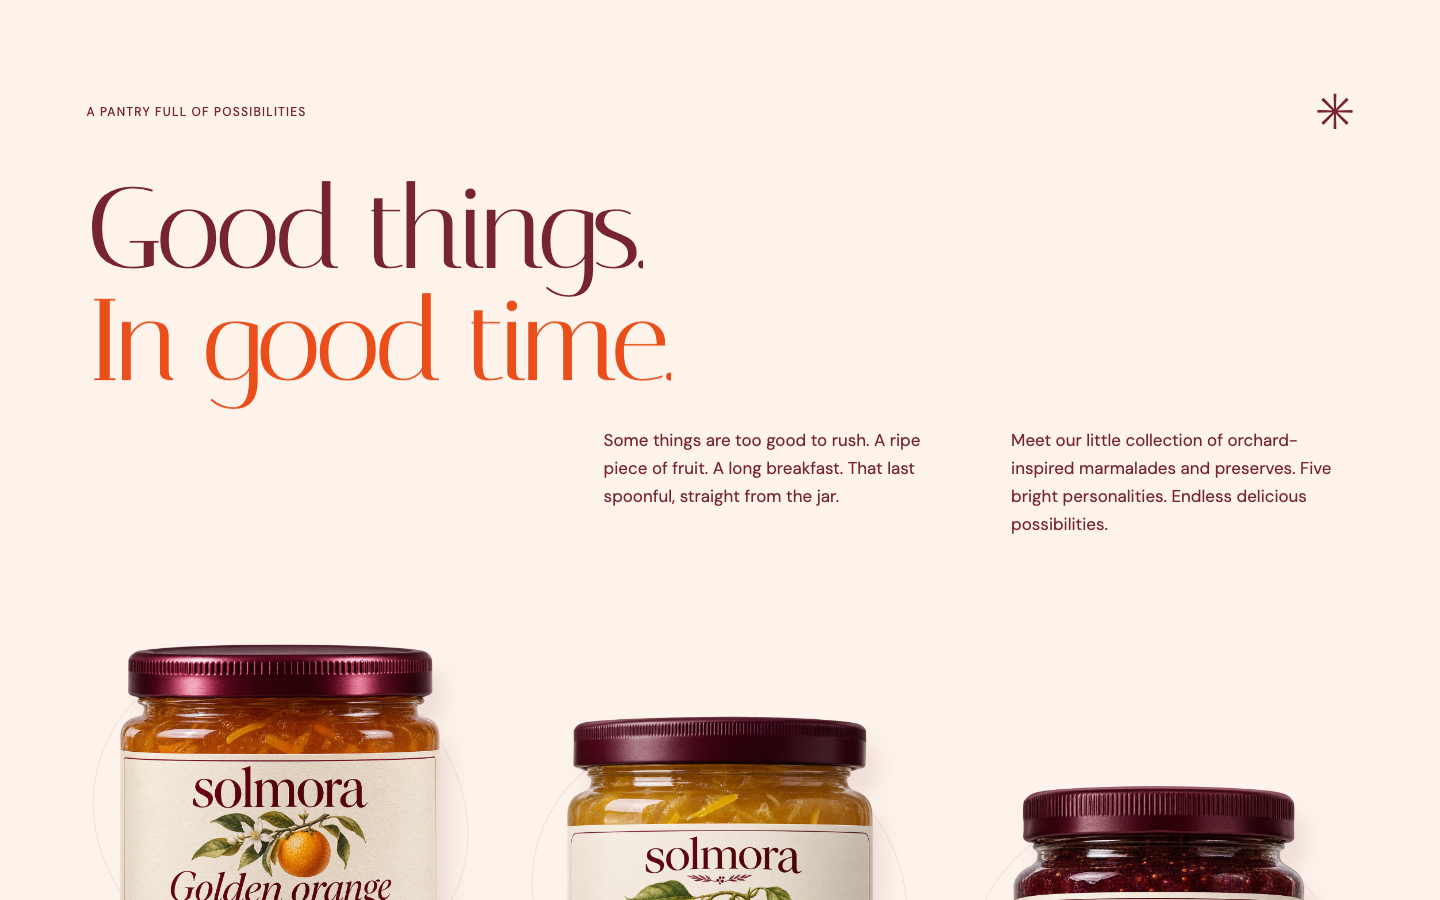 A PANTRY FULL OF POSSIBILITIES
Good things.
In good time.
Some things are too good to rush. A ripe
piece of fruit. A long breakfast. That last
spoonful, straight from the jar.
Meet our little collection of orchard-
inspired marmalades and preserves. Five
bright personalities. Endless delicious
possibilities.
solmora
Golden orange
solmora